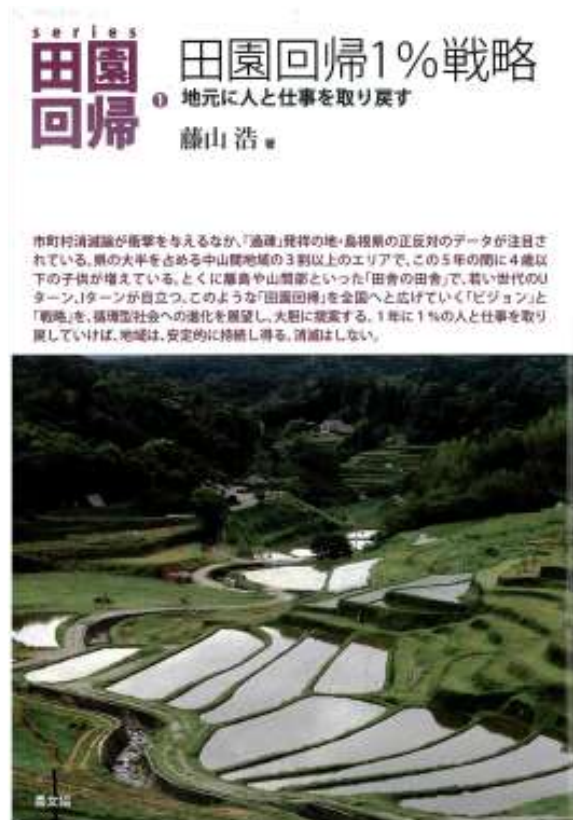 series
田園
回帰
❶
田園回帰1%戦略
地元に人と仕事を取り戻す
藤山 浩 著
市町村消滅論が衝撃を与えるなか、「過疎」発祥の地・島根県の正反対のデータが注目さ
れている。県の大半を占める中山間地域の3割以上のエリアで、この5年の間に4歳以
下の子供が増えている。とくに離島や山間部といった「田舎の田舎」で、若い世代のU
ターン、Iターンが目立つ。このような「田園回帰」を全国へと広げていく「ビジョン」と
「戦略」を、循環型社会への進化を展望し、大胆に提案する。1年に1%の人と仕事を取り
戻していけば、地域は、安定的に持続し得る。消滅はしない。
農文協